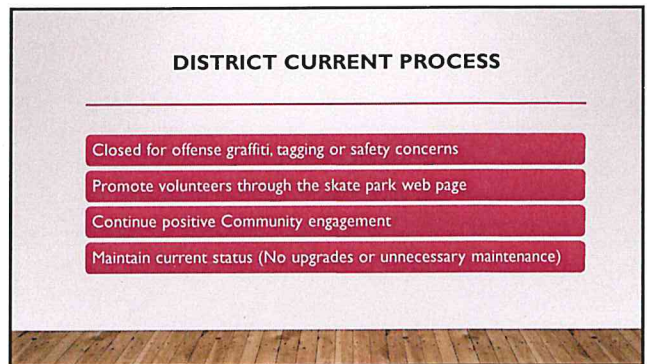 DISTRICT CURRENT PROCESS
Closed for offense graffiti, tagging or safety concerns
Promote volunteers through the skate park web page
Continue positive Community engagement
Maintain current status (No upgrades or unnecessary maintenance)